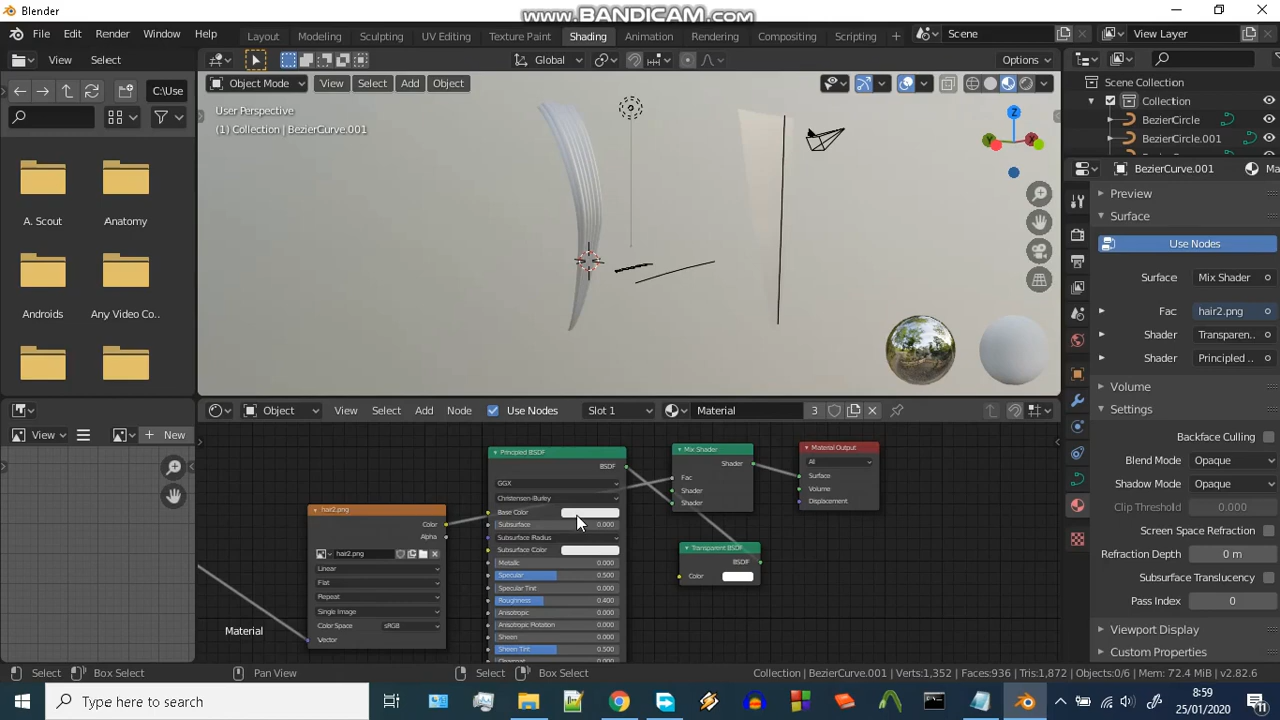 Blender
www.BANDICAM.com
File Edit Render Window Help
Layout Modeling Sculpting UV Editing Texture Paint Shading Animation Rendering Compositing Scripting + Scene View Layer
View Select Global Options
Object Mode View Select Add Object
C:\Use
User Perspective
(1) Collection | BezierCurve.001
Z
Y
X
A. Scout Anatomy
Androids Any Video Co..
Scene Collection
Collection
BezierCircle
BezierCircle.001
BezierCurve.001 Ma
Preview
Surface
Use Nodes
Surface Mix Shader
Fac hair2.png
Shader Transparen..
Shader Principled ..
Volume
Settings
Backface Culling
Blend Mode Opaque
Shadow Mode Opaque
Clip Threshold 0.500
Screen Space Refraction
Refraction Depth 0 m
Subsurface Translucency
Pass Index 0
Viewport Display
Custom Properties
Object View Select Add Node Use Nodes Slot 1 Material 3
View + New
hair2.png
Color
Alpha
hair2.png
Linear
Flat
Repeat
Single Image
Color Space sRGB
Vector
Material
Principled BSDF
BSDF
GGX
Christensen-Burley
Base Color
Subsurface 0.000
Subsurface Radius
Subsurface Color
Metallic 0.000
Specular 0.500
Specular Tint 0.000
Roughness 0.400
Anisotropic 0.000
Anisotropic Rotation 0.000
Sheen 0.000
Sheen Tint 0.500
Clearcoat 0.000
Mix Shader
Shader
Fac
Shader
Shader
Material Output
All
Surface
Volume
Displacement
Transparent BSDF
BSDF
Color
Select Box Select Pan View Select Box Select
Collection | BezierCurve.001 | Verts:1,352 | Faces:936 | Tris:1,872 | Objects:0/6 | Mem: 72.4 MiB | v2.82.6
Type here to search
8:59
25/01/2020